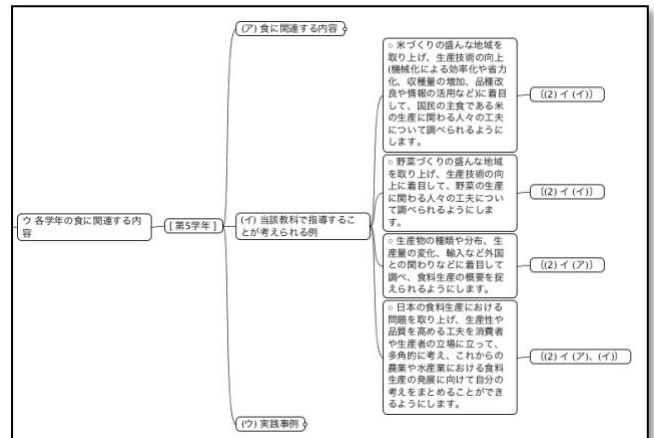 (ア) 食に関連する内容
○ 米づくりの盛んな地域を
取り上げ、生産技術の向上
(機械化による効率化や省力
化、収穫量の増加、品種改
良や情報の活用など)に着目
して、国民の主食である米
の生産に関わる人々の工夫
について調べられるように
します。
〔(2) イ (イ)〕
○ 野菜づくりの盛んな地域
を取り上げ、生産技術の向
上に着目して、野菜の生産
に関わる人々の工夫につい
て調べられるようにしま
す。
〔(2) イ (イ)〕
ウ 各学年の食に関連する内
容
[ 第5学年 ]
(イ) 当該教科で指導するこ
とが考えられる例
○ 生産物の種類や分布、生
産量の変化、輸入など外国
との関わりなどに着目して
調べ、食料生産の概要を捉
えられるようにします。
〔(2) イ (ア)〕
○ 日本の食料生産における
問題を取り上げ、生産性や
品質を高める工夫を消費者
や生産者の立場に立って、
多角的に考え、これからの
農業や水産業における食料
生産の発展に向けて自分の
考えをまとめることがで
きるようにします。
〔(2) イ (ア)、(イ)〕
(ウ) 実践事例